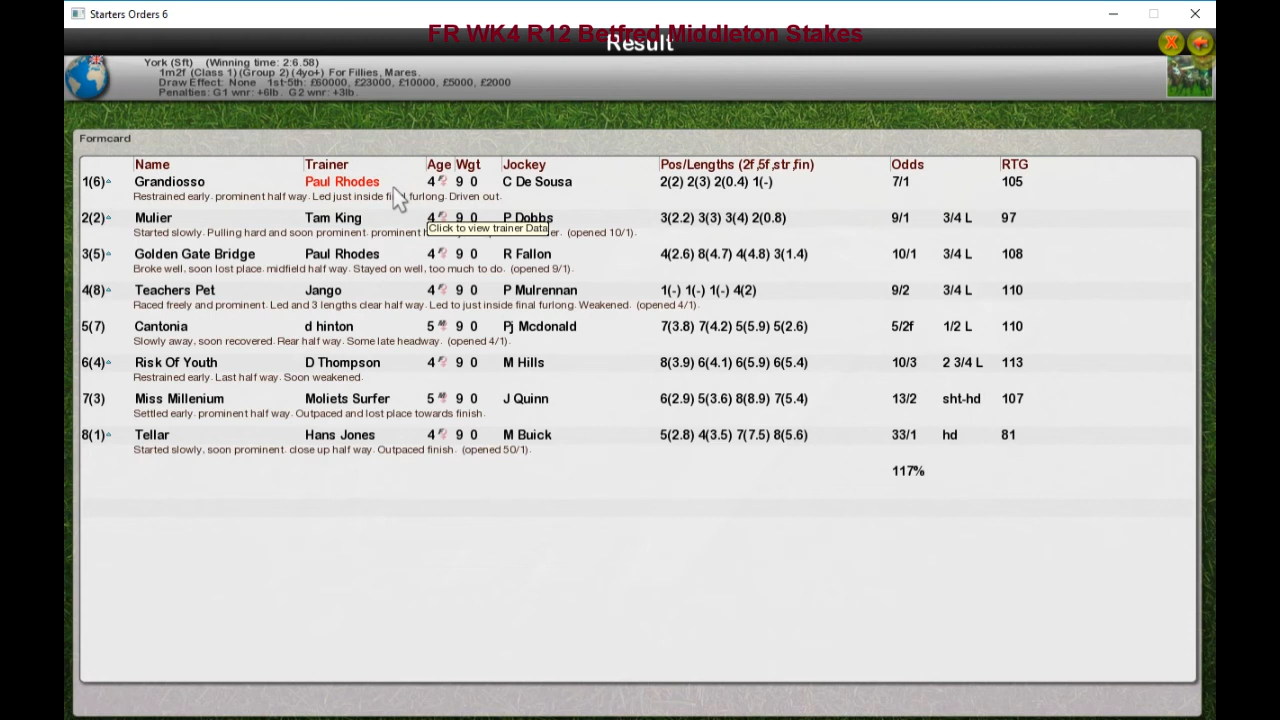 Starters Orders 6
FR WK4 R12 Betfred Middleton Stakes
Result
York (Sft) (Winning time: 2:6.58)
1m2f (Class 1) (Group 2) (4yo+) For Fillies, Mares.
Draw Effect: None 1st-5th: £60000, £23000, £10000, £5000, £2000
Penalties: G1 wnr: +6lb. G2 wnr: +3lb.
Formcard
Name Trainer Age Wgt Jockey Pos/Lengths (2f,5f,str,fin) Odds RTG
1(6) Grandiosso Paul Rhodes 4 9 0 C De Sousa 2(2) 2(3) 2(0.4) 1(-) 7/1 105
Restrained early. prominent half way. Led just inside furlong. Driven out.
2(2) Mulier Tam King 4 9 0 P Dobbs 3(2.2) 3(3) 3(4) 2(0.8) 9/1 3/4 L 97
Started slowly. Pulling hard and soon prominent. prominent (opened 10/1).
Click to view trainer Data
3(5) Golden Gate Bridge Paul Rhodes 4 9 0 R Fallon 4(2.6) 8(4.7) 4(4.8) 3(1.4) 10/1 3/4 L 108
Broke well, soon lost place. midfield half way. Stayed on well, too much to do. (opened 9/1).
4(8) Teachers Pet Jango 4 9 0 P Mulrennan 1(-) 1(-) 1(-) 4(2) 9/2 3/4 L 110
Raced freely and prominent. Led and 3 lengths clear half way. Led to just inside final furlong. Weakened. (opened 4/1).
5(7) Cantonia d hinton 5 9 0 Pj Mcdonald 7(3.8) 7(4.2) 5(5.9) 5(2.6) 5/2f 1/2 L 110
Slowly away, soon recovered. Rear half way. Some late headway. (opened 4/1).
6(4) Risk Of Youth D Thompson 4 9 0 M Hills 8(3.9) 6(4.1) 6(5.9) 6(5.4) 10/3 2 3/4 L 113
Restrained early. Last half way. Soon weakened.
7(3) Miss Millenium Moliets Surfer 5 9 0 J Quinn 6(2.9) 5(3.6) 8(8.9) 7(5.4) 13/2 sht-hd 107
Settled early. prominent half way. Outpaced and lost place towards finish.
8(1) Tellar Hans Jones 4 9 0 M Buick 5(2.8) 4(3.5) 7(7.5) 8(5.6) 33/1 hd 81
Started slowly, soon prominent. close up half way. Outpaced finish. (opened 50/1).
117%